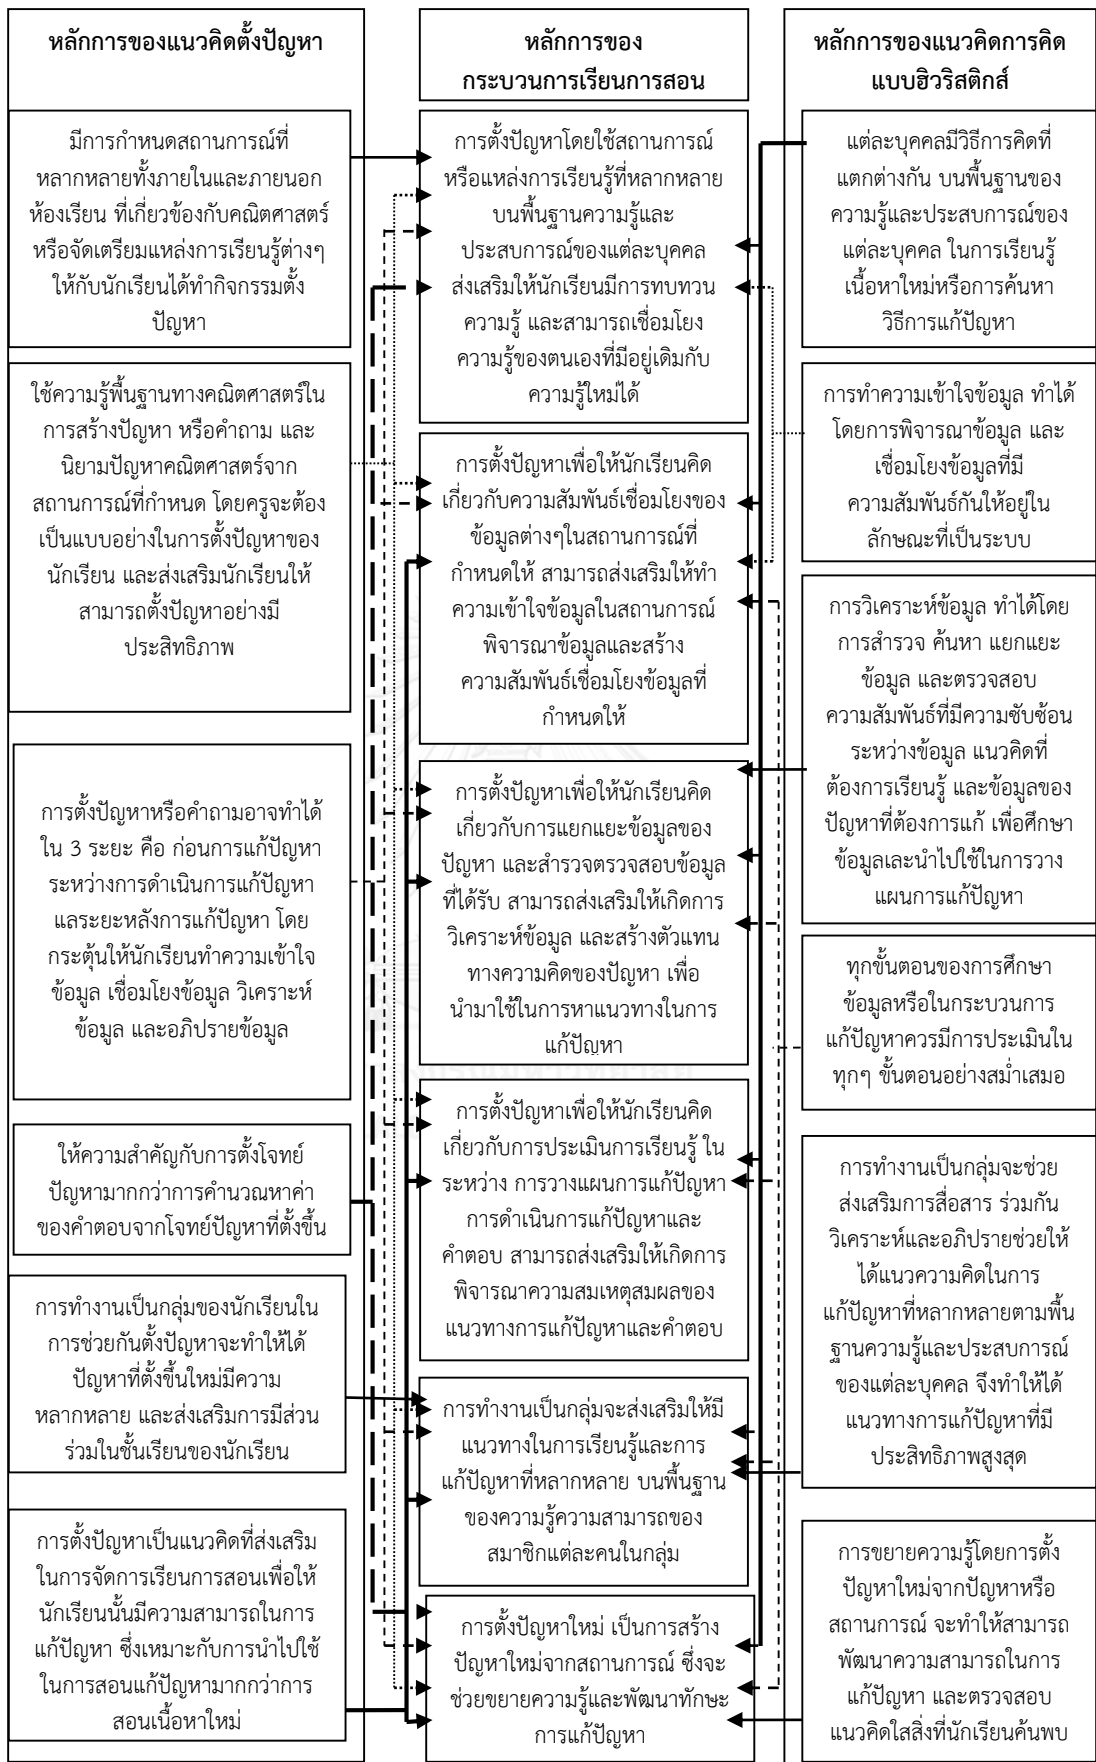 หลักการของแนวคิดตั้งปัญหา
มีการกำหนดสถานการณ์ที่
หลากหลายทั้งภายในและภายนอก
ห้องเรียน ที่เกี่ยวข้องกับคณิตศาสตร์
หรือจัดเตรียมแหล่งการเรียนรู้ต่างๆ
ให้กับนักเรียนได้ทำกิจกรรมตั้ง
ปัญหา
ใช้ความรู้พื้นฐานทางคณิตศาสตร์ใน
การสร้างปัญหา หรือคำถาม และ
นิยามปัญหาคณิตศาสตร์จาก
สถานการณ์ที่กำหนด โดยครูจะต้อง
เป็นแบบอย่างในการตั้งปัญหาของ
นักเรียน และส่งเสริมนักเรียนให้
สามารถตั้งปัญหาอย่างมี
ประสิทธิภาพ
การตั้งปัญหาหรือคำถามอาจทำได้
ใน 3 ระยะ คือ ก่อนการแก้ปัญหา
ระหว่างการดำเนินการแก้ปัญหา
แลระยะหลังการแก้ปัญหา โดย
กระตุ้นให้นักเรียนทำความเข้าใจ
ข้อมูล เชื่อมโยงข้อมูล วิเคราะห์
ข้อมูล และอภิปรายข้อมูล
ให้ความสำคัญกับการตั้งโจทย์
ปัญหามากกว่าการคำนวณหาค่า
ของคำตอบจากโจทย์ปัญหาที่ตั้งขึ้น
การทำงานเป็นกลุ่มของนักเรียนใน
การช่วยกันตั้งปัญหาจะทำให้ได้
ปัญหาที่ตั้งขึ้นใหม่มีความ
หลากหลาย และส่งเสริมการมีส่วน
ร่วมในชั้นเรียนของนักเรียน
การตั้งปัญหาเป็นแนวคิดที่ส่งเสริม
ในการจัดการเรียนการสอนเพื่อให้
นักเรียนนั้นมีความสามารถในการ
แก้ปัญหา ซึ่งเหมาะกับการนำไปใช้
ในการสอนแก้ปัญหามากกว่าการ
สอนเนื้อหาใหม่
หลักการของ
กระบวนการเรียนการสอน
การตั้งปัญหาโดยใช้สถานการณ์
หรือแหล่งการเรียนรู้ที่หลากหลาย
บนพื้นฐานความรู้และ
ประสบการณ์ของแต่ละบุคคล
ส่งเสริมให้นักเรียนมีการทบทวน
ความรู้ และสามารถเชื่อมโยง
ความรู้ของตนเองที่มีอยู่เดิมกับ
ความรู้ใหม่ได้
การตั้งปัญหาเพื่อให้นักเรียนคิด
เกี่ยวกับความสัมพันธ์เชื่อมโยงของ
ข้อมูลต่างๆในสถานการณ์ที่
กำหนดให้ สามารถส่งเสริมให้ทำ
ความเข้าใจข้อมูลในสถานการณ์
พิจารณาข้อมูลและสร้าง
ความสัมพันธ์เชื่อมโยงข้อมูลที่
กำหนดให้
การตั้งปัญหาเพื่อให้นักเรียนคิด
เกี่ยวกับการแยกแยะข้อมูลของ
ปัญหา และสำรวจตรวจสอบข้อมูล
ที่ได้รับ สามารถส่งเสริมให้เกิดการ
วิเคราะห์ข้อมูล และสร้างตัวแทน
ทางความคิดของปัญหา เพื่อ
นำมาใช้ในการหาแนวทางในการ
แก้ปัญหา
การตั้งปัญหาเพื่อให้นักเรียนคิด
เกี่ยวกับการประเมินการเรียนรู้ ใน
ระหว่าง การวางแผนการแก้ปัญหา
การดำเนินการแก้ปัญหาและ
คำตอบ สามารถส่งเสริมให้เกิดการ
พิจารณาความสมเหตุสมผลของ
แนวทางการแก้ปัญหาและคำตอบ
การทำงานเป็นกลุ่มจะส่งเสริมให้มี
แนวทางในการเรียนรู้และการ
แก้ปัญหาที่หลากหลาย บนพื้นฐาน
ของความรู้ความสามารถของ
สมาชิกแต่ละคนในกลุ่ม
การตั้งปัญหาใหม่ เป็นการสร้าง
ปัญหาใหม่จากสถานการณ์ ซึ่งจะ
ช่วยขยายความรู้และพัฒนาทักษะ
การแก้ปัญหา
หลักการของแนวคิดการคิด
แบบฮิวริสติกส์
แต่ละบุคคลมีวิธีการคิดที่
แตกต่างกัน บนพื้นฐานของ
ความรู้และประสบการณ์ของ
แต่ละบุคคล ในการเรียนรู้
เนื้อหาใหม่หรือการค้นหา
วิธีการแก้ปัญหา
การทำความเข้าใจข้อมูล ทำได้
โดยการพิจารณาข้อมูล และ
เชื่อมโยงข้อมูลที่มี
ความสัมพันธ์กันให้อยู่ใน
ลักษณะที่เป็นระบบ
การวิเคราะห์ข้อมูล ทำได้โดย
การสำรวจ ค้นหา แยกแยะ
ข้อมูล และตรวจสอบ
ความสัมพันธ์ที่มีความซับซ้อน
ระหว่างข้อมูล แนวคิดที่
ต้องการเรียนรู้ และข้อมูลของ
ปัญหาที่ต้องการแก้ เพื่อศึกษา
ข้อมูลเละนำไปใช้ในการวาง
แผนการแก้ปัญหา
ทุกขั้นตอนของการศึกษา
ข้อมูลหรือในกระบวนการ
แก้ปัญหาควรมีการประเมินใน
ทุกๆ ขั้นตอนอย่างสม่ำเสมอ
การทำงานเป็นกลุ่มจะช่วย
ส่งเสริมการสื่อสาร ร่วมกัน
วิเคราะห์และอภิปรายช่วยให้
ได้แนวความคิดในการ
แก้ปัญหาที่หลากหลายตามพื้น
ฐานความรู้และประสบการณ์
ของแต่ละบุคคล จึงทำให้ได้
แนวทางการแก้ปัญหาที่มี
ประสิทธิภาพสูงสุด
การขยายความรู้โดยการตั้ง
ปัญหาใหม่จากปัญหาหรือ
สถานการณ์ จะทำให้สามารถ
พัฒนาความสามารถในการ
แก้ปัญหา และตรวจสอบ
แนวคิดใสสิ่งที่นักเรียนค้นพบ